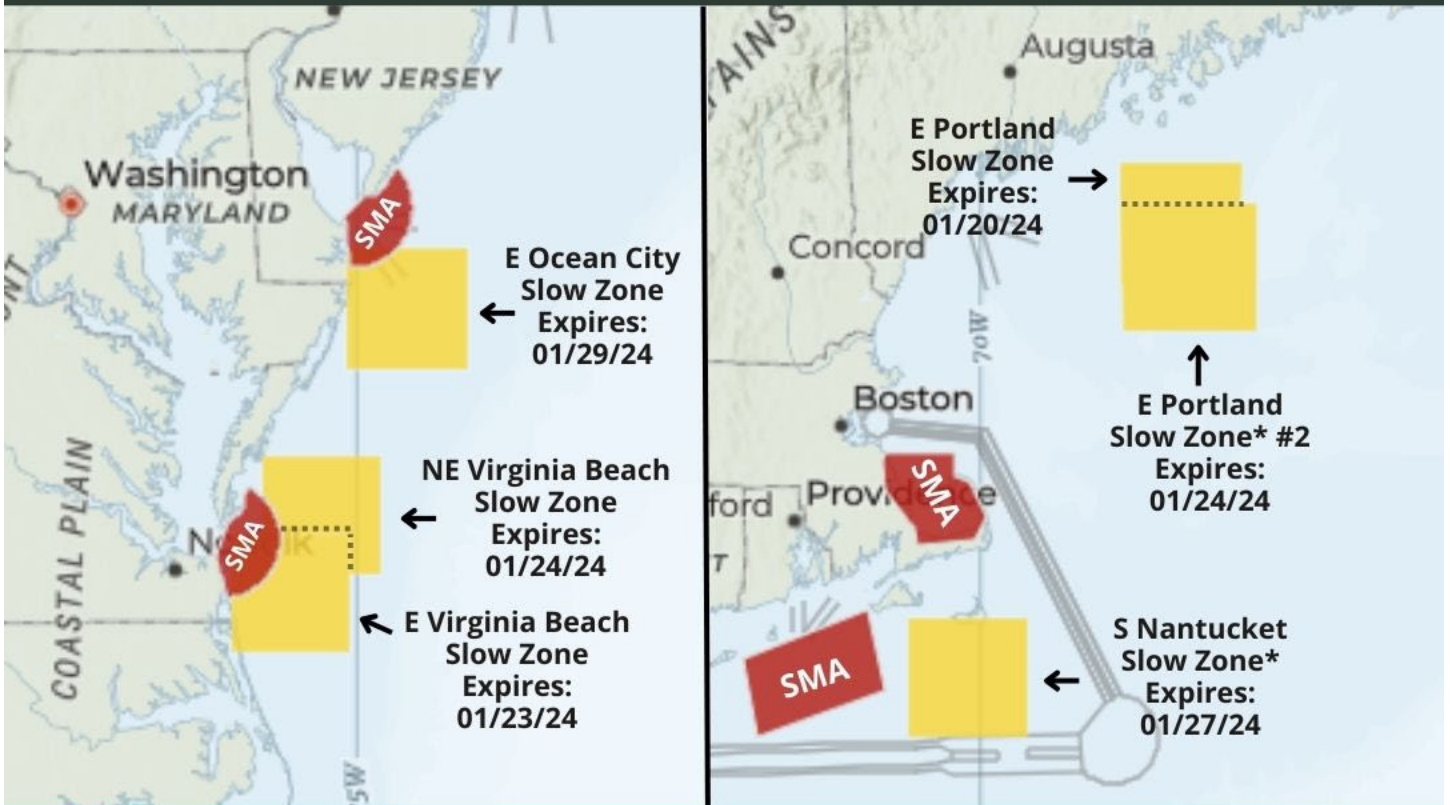 NEW JERSEY
Washington
MARYLAND
SMA
E Ocean City
Slow Zone
Expires:
01/29/24
COASTAL PLAIN
NE Virginia Beach
Slow Zone
Expires:
01/24/24
SMA
E Virginia Beach
Slow Zone
Expires:
01/23/24
5W
AINS
Augusta
E Portland
Slow Zone
Expires:
01/20/24
Concord
70W
Boston
E Portland
Slow Zone* #2
Expires:
01/24/24
SMA
Providence
ford
T
SMA
S Nantucket
Slow Zone*
Expires:
01/27/24